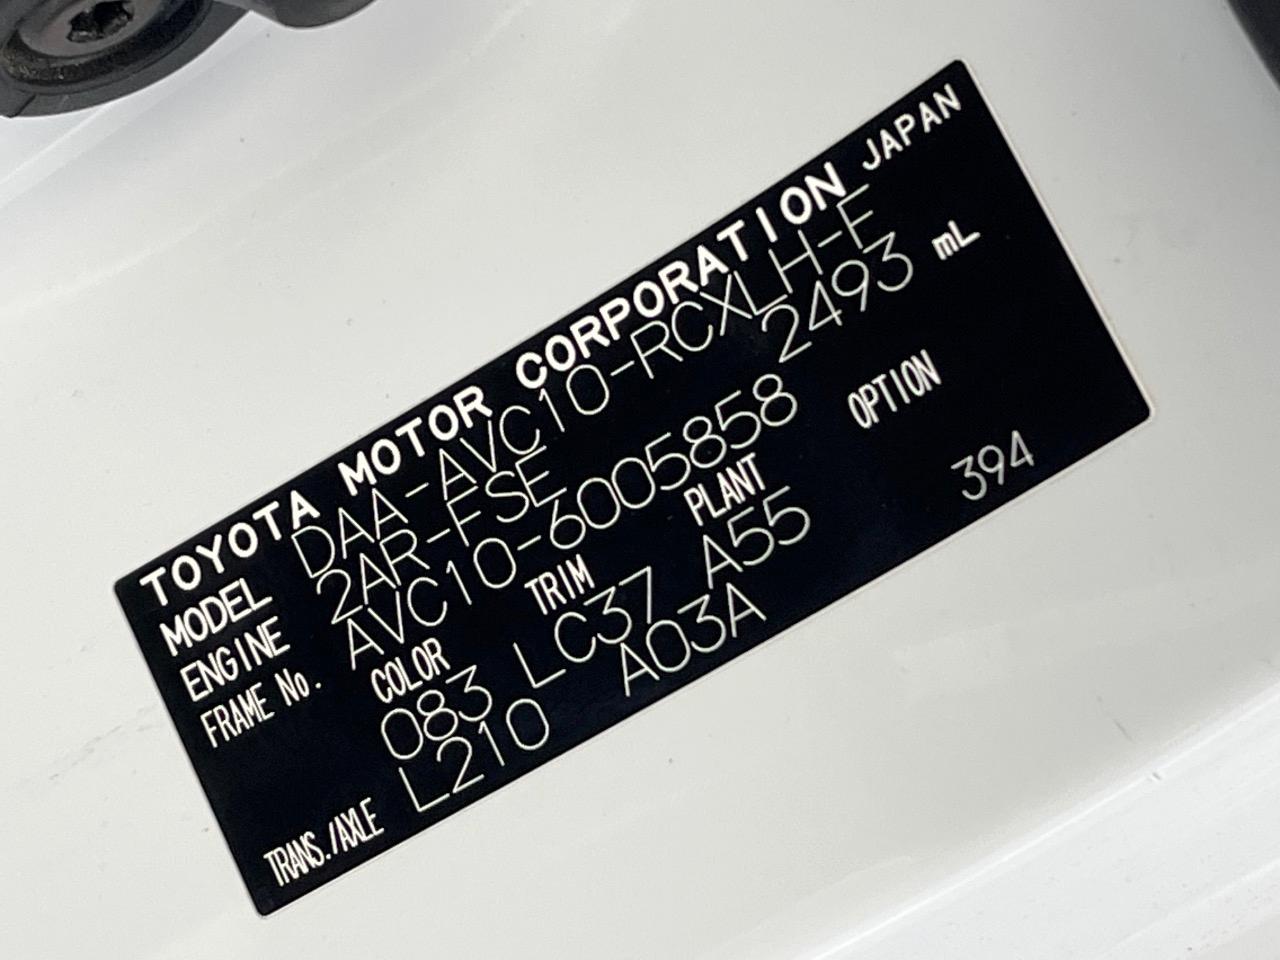 TOYOTA MOTOR CORPORATION JAPAN
MODEL DAA-AVC10-RCXLH-F
ENGINE 2AR-FSE 2493 mL
FRAME No. AVC10-6005858
COLOR TRIM PLANT OPTION
083 LC37 A55 394
TRANS./AXLE L210 A03A